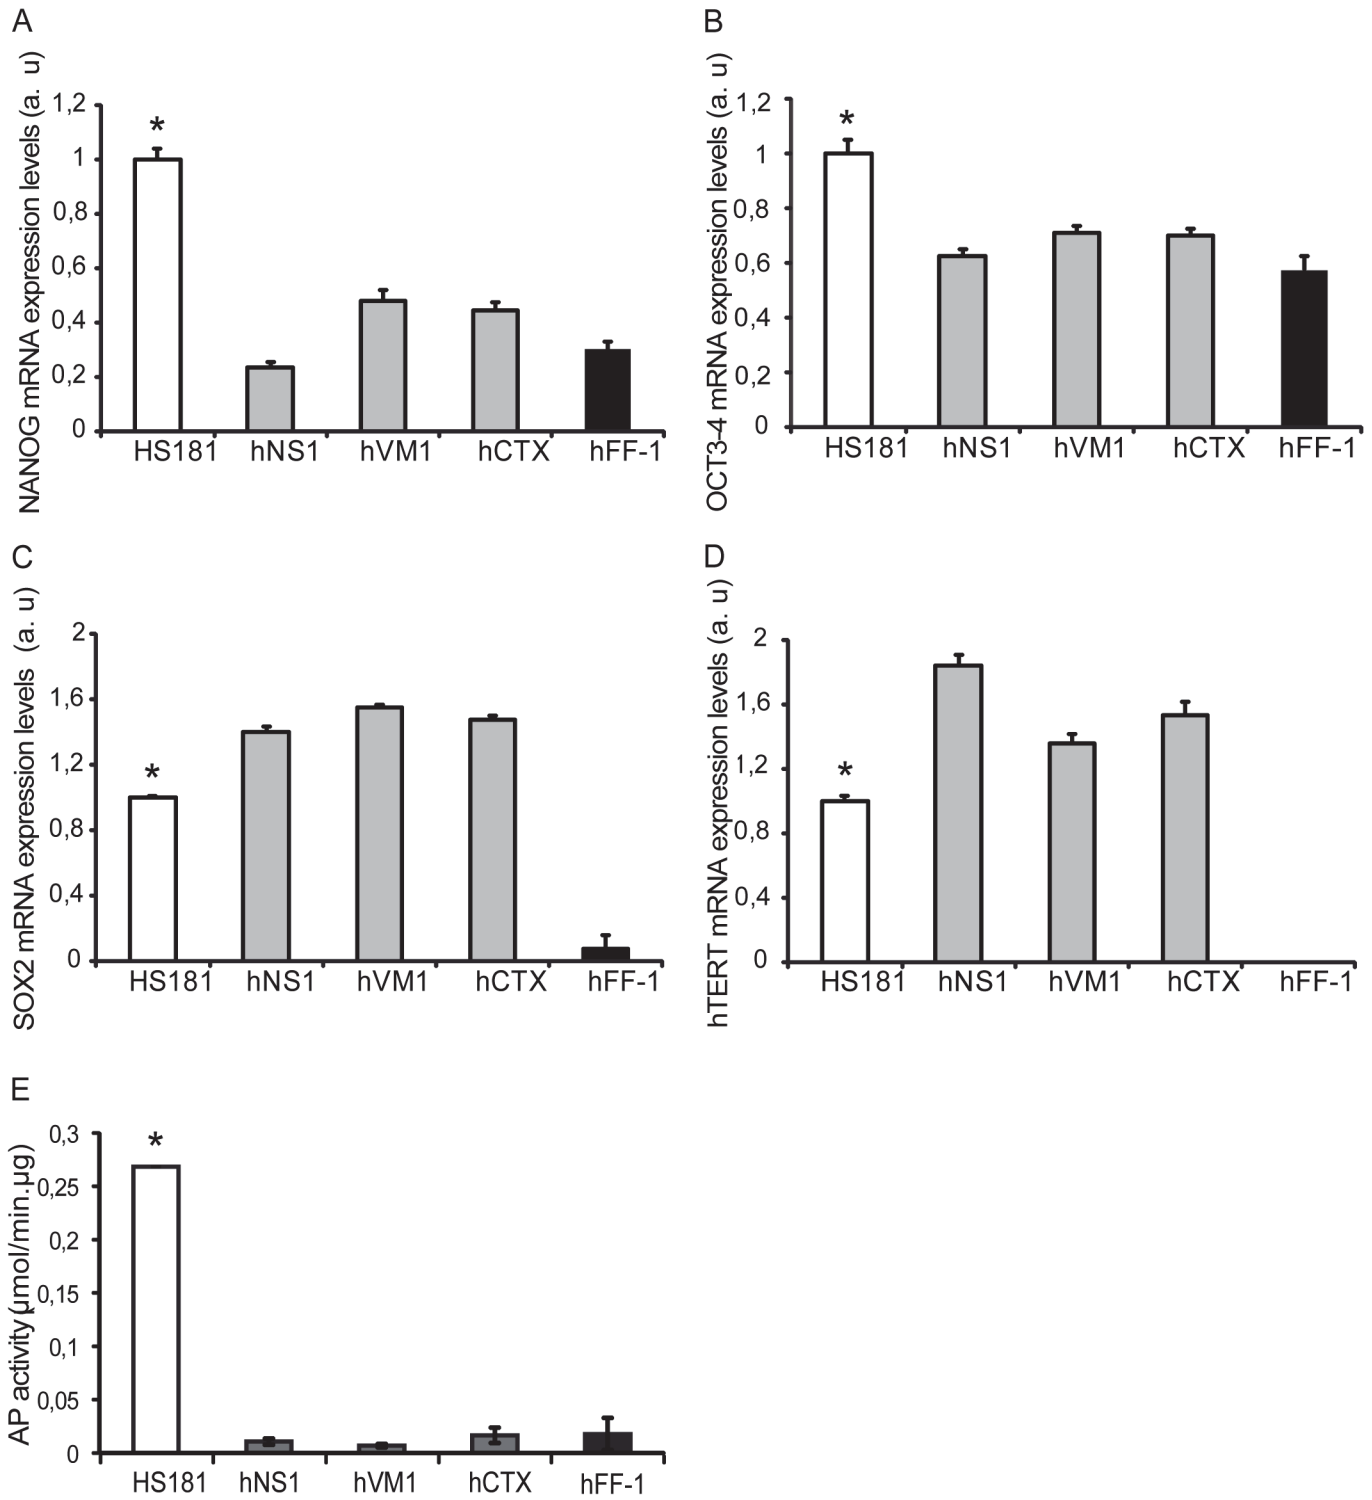 A
NANOG mRNA expression levels (a. u)
1,2
1
0,8
0,6
0,4
0,2
0
*
HS181 hNS1 hVM1 hCTX hFF-1
B
OCT3-4 mRNA expression levels (a. u)
1,2
1
0,8
0,6
0,4
0,2
0
*
HS181 hNS1 hVM1 hCTX hFF-1
C
SOX2 mRNA expression levels (a. u)
2
1,6
1,2
0,8
0,4
0
*
HS181 hNS1 hVM1 hCTX hFF-1
D
hTERT mRNA expression levels (a. u)
2
1,6
1,2
0,8
0,4
0
*
HS181 hNS1 hVM1 hCTX hFF-1
E
AP activity (µmol/min.µg)
0,3
0,25
0,2
0,15
0,1
0,05
0
*
HS181 hNS1 hVM1 hCTX hFF-1